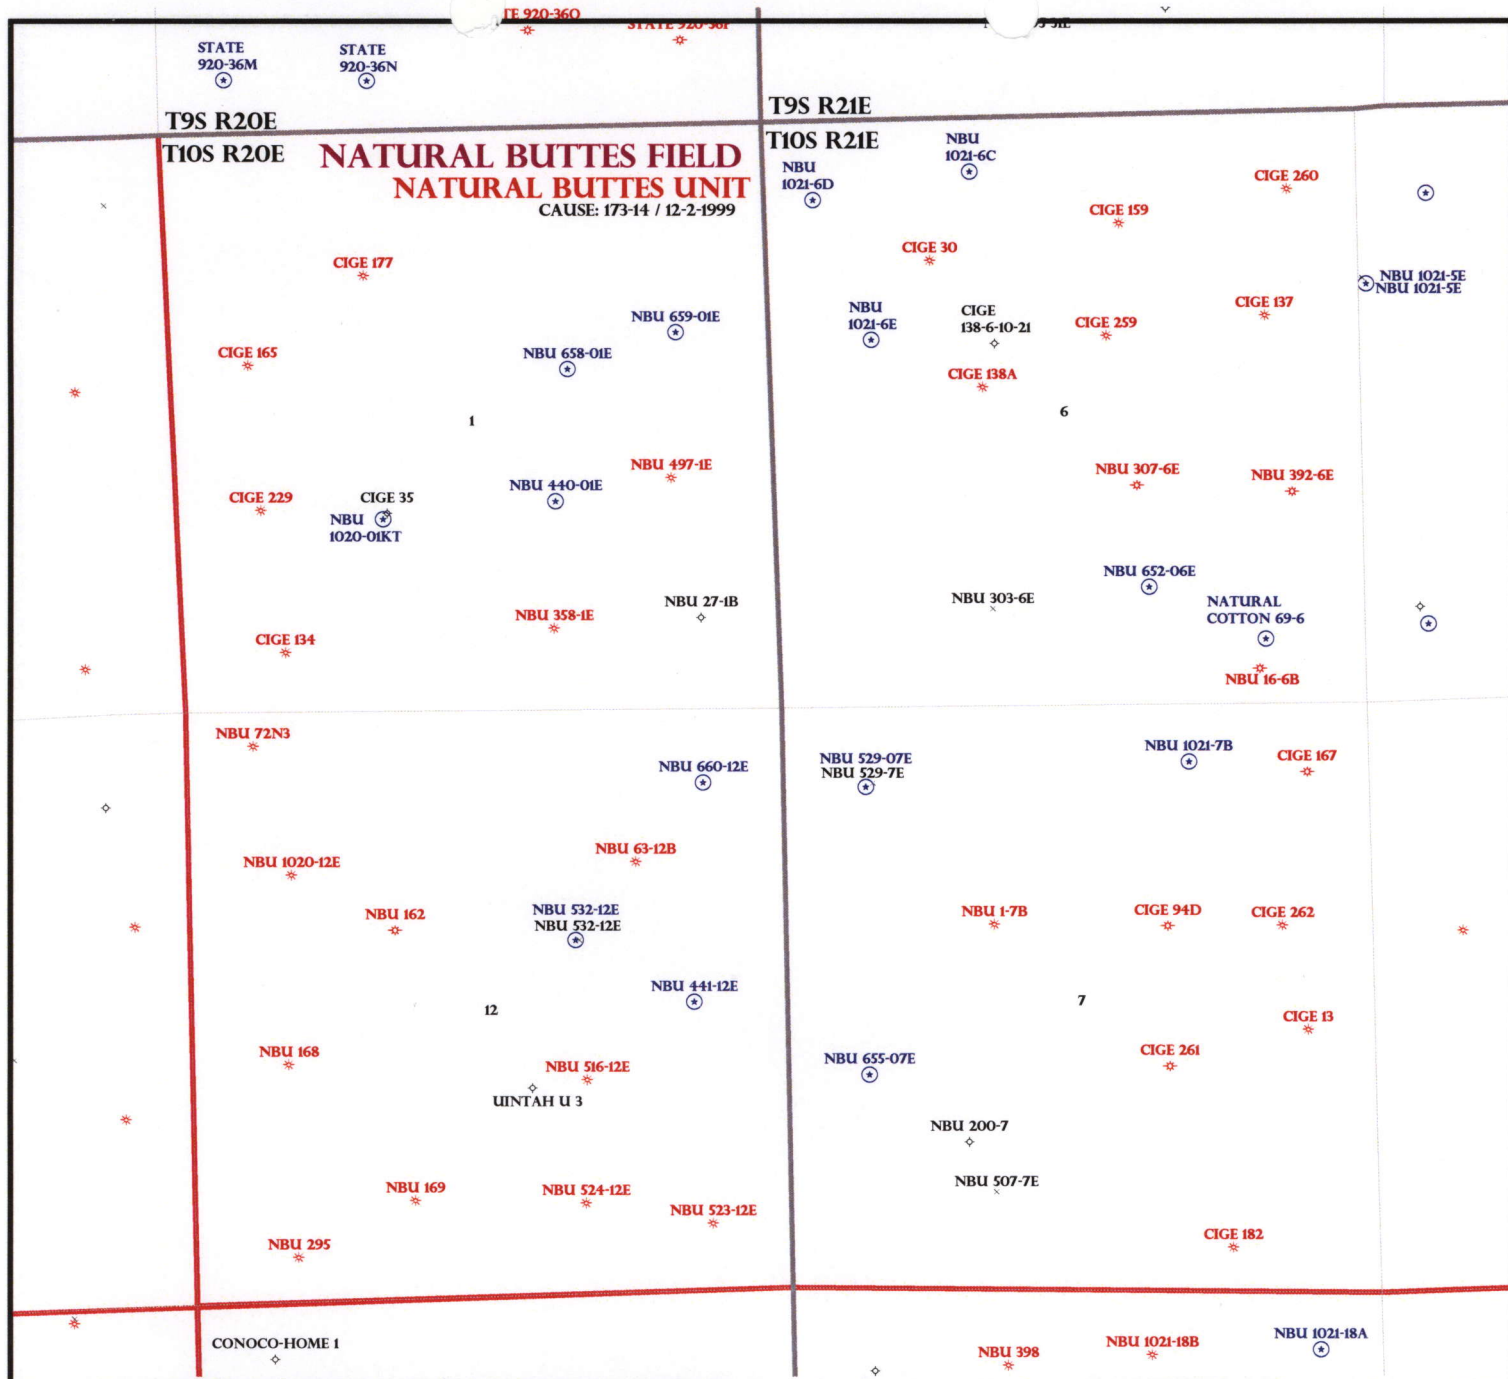 TE 920-36O
STATE 920-36P
STATE
920-36M
STATE
920-36N
T9S R20E
T9S R21E
T10S R20E
T10S R21E
NATURAL BUTTES FIELD
NATURAL BUTTES UNIT
CAUSE: 173-14 / 12-2-1999
NBU
1021-6D
NBU
1021-6C
CIGE 260
CIGE 159
CIGE 30
CIGE 177
NBU 1021-5E
NBU 1021-5E
NBU 659-01E
NBU
1021-6E
CIGE
138-6-10-21
CIGE 259
CIGE 137
CIGE 165
NBU 658-01E
CIGE 138A
1
6
NBU 497-1E
NBU 307-6E
NBU 392-6E
CIGE 229
CIGE 35
NBU
1020-01KT
NBU 440-01E
NBU 652-06E
NBU 27-1B
NBU 303-6E
NATURAL
COTTON 69-6
NBU 358-1E
CIGE 134
NBU 16-6B
NBU 72N3
NBU 660-12E
NBU 529-07E
NBU 529-7E
NBU 1021-7B
CIGE 167
NBU 1020-12E
NBU 63-12B
NBU 162
NBU 532-12E
NBU 532-12E
NBU 1-7B
CIGE 94D
CIGE 262
NBU 441-12E
12
7
CIGE 13
NBU 168
NBU 516-12E
NBU 655-07E
CIGE 261
UINTAH U 3
NBU 200-7
NBU 507-7E
NBU 169
NBU 524-12E
NBU 523-12E
NBU 295
CIGE 182
CONOCO-HOME 1
NBU 398
NBU 1021-18B
NBU 1021-18A